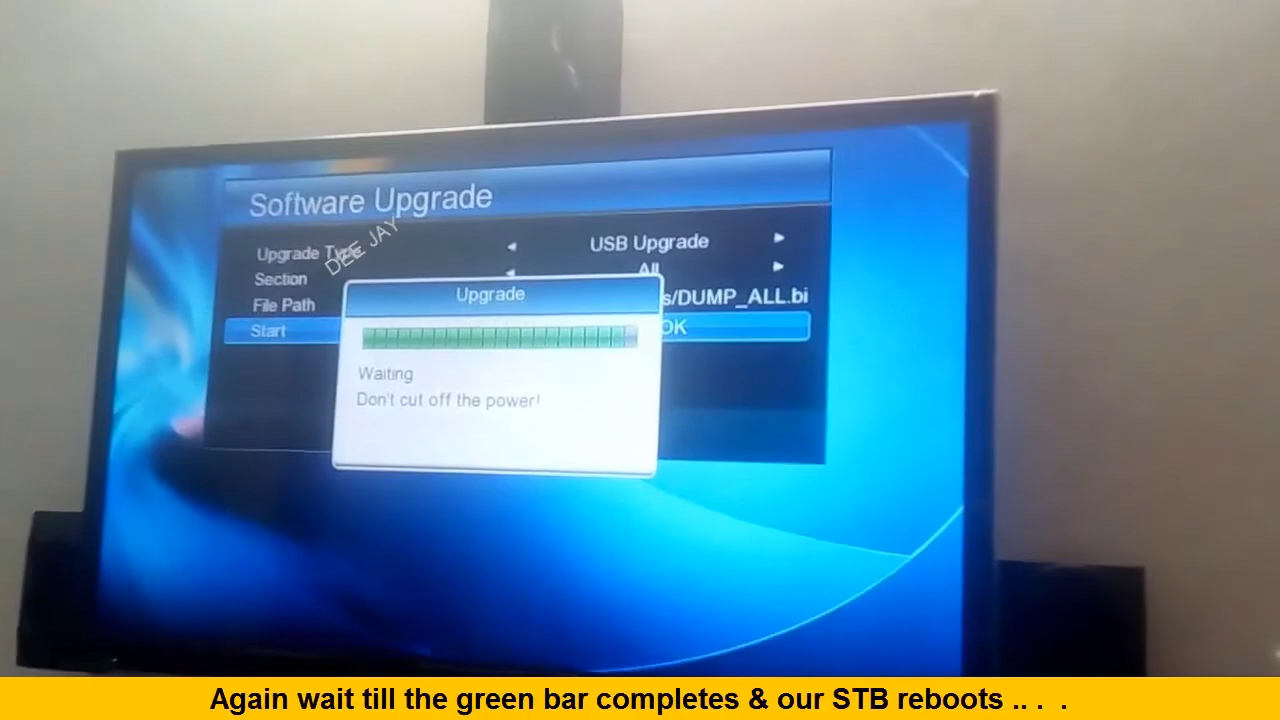 Software Upgrade
Upgrade Type
USB Upgrade
DEE JAY
Section
All
File Path
s/DUMP_ALL.bi
Start
OK
Upgrade
Waiting
Don't cut off the power!
Again wait till the green bar completes & our STB reboots .. .  .